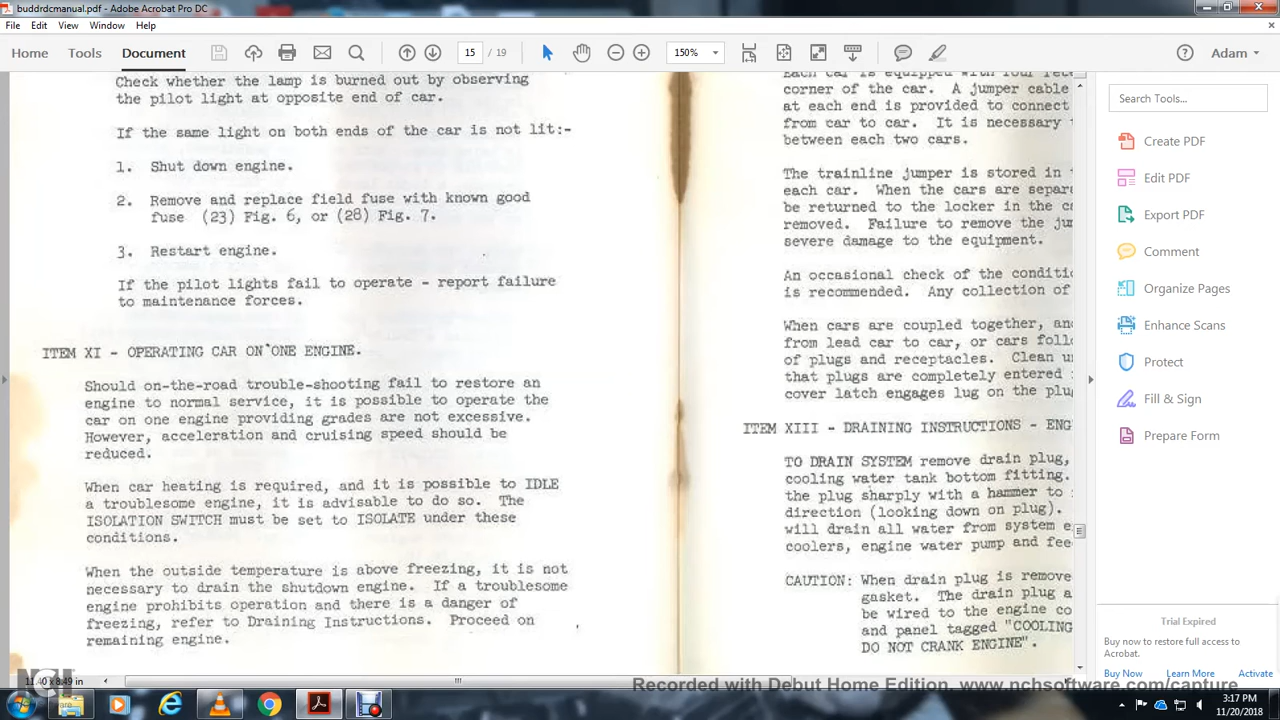 buddrdcmanual.pdf - Adobe Acrobat Pro DC
File Edit View Window Help
Home Tools Document 15 / 19 150% Adam
Check whether the lamp is burned out by observing
the pilot light at opposite end of car.
If the same light on both ends of the car is not lit:-
1. Shut down engine.
2. Remove and replace field fuse with known good
fuse (23) Fig. 6, or (28) Fig. 7.
3. Restart engine.
If the pilot lights fail to operate - report failure
to maintenance forces.
ITEM XI - OPERATING CAR ON ONE ENGINE.
Should on-the-road trouble-shooting fail to restore an
engine to normal service, it is possible to operate the
car on one engine providing grades are not excessive.
However, acceleration and cruising speed should be
reduced.
When car heating is required, and it is possible to IDLE
a troublesome engine, it is advisable to do so. The
ISOLATION SWITCH must be set to ISOLATE under these
conditions.
When the outside temperature is above freezing, it is not
necessary to drain the shutdown engine. If a troublesome
engine prohibits operation and there is a danger of
freezing, refer to Draining Instructions. Proceed on
remaining engine.
Each car is equipped with four
corner of the car. A jumper cable
at each end is provided to connect
from car to car. It is necessary
between each two cars.
The trainline jumper is stored in
each car. When the cars are
be returned to the locker in the
removed. Failure to remove the
severe damage to the equipment.
An occasional check of the
is recommended. Any collection of
When cars are coupled together,
from lead car to car, or cars
of plugs and receptacles. Clean
that plugs are completely entered
cover latch engages lug on the
ITEM XIII - DRAINING INSTRUCTIONS -
TO DRAIN SYSTEM remove drain plug,
cooling water tank bottom fitting.
the plug sharply with a hammer to
direction (looking down on plug).
will drain all water from system
coolers, engine water pump and
CAUTION: When drain plug is
gasket. The drain plug
be wired to the engine
and panel tagged "COOLING
DO NOT CRANK ENGINE".
Search Tools...
Create PDF
Edit PDF
Export PDF
Comment
Organize Pages
Enhance Scans
Protect
Fill & Sign
Prepare Form
Trial Expired
Buy now to restore full access to
Acrobat.
Buy Now Learn More Activate
11.40 x 8.49 in
Recorded with Debut Home Edition. www.nchsoftware.com/capture
3:17 PM
11/20/2018